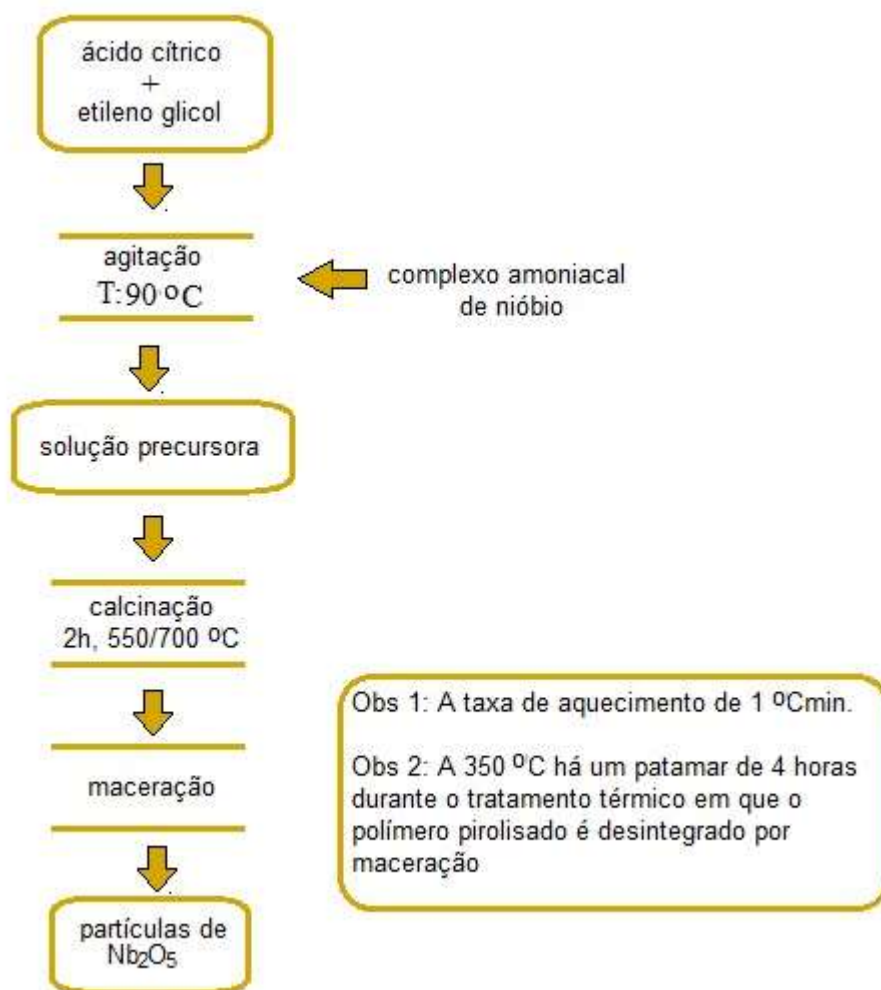 ácido cítrico
+
etileno glicol
agitação
T:90 ºC
complexo amoniacal
de nióbio
solução precursora
calcinação
2h, 550/700 ºC
maceração
partículas de
Nb₂O₅
Obs 1: A taxa de aquecimento de 1 ºCmin.
Obs 2: A 350 ºC há um patamar de 4 horas
durante o tratamento térmico em que o
polímero pirolisado é desintegrado por
maceração